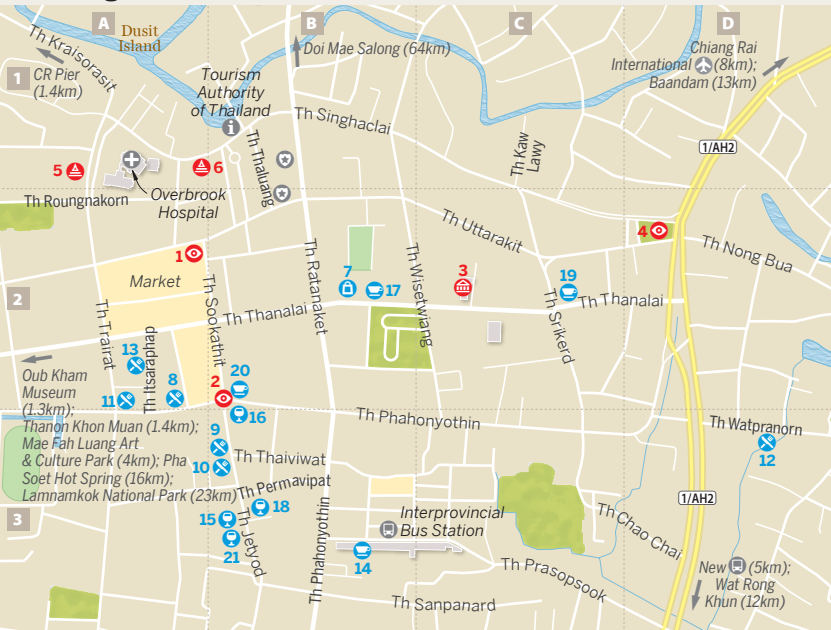 A
B
C
D
Dusit
Island
Th Kraisorasit
Doi Mae Salong (64km)
Chiang Rai
International (8km);
Baandam (13km)
1
CR Pier
(1.4km)
Tourism
Authority
of Thailand
Th Singhaclai
Th Kaw
Lawy
1/AH2
Th Thaluang
5
6
Overbrook
Hospital
Th Roungnakorn
Th Uttarakit
4
Th Nong Bua
1
Market
Th Ratanaket
Th Wisetwiang
7
17
3
19
2
Th Sookathit
Th Thanalai
Th Thanalai
Th Srikerd
Th Trairat
Th Itsaraphap
13
11
8
2
20
16
Oub Kham
Museum
(1.3km);
Thanon Khon Muan (1.4km);
Mae Fah Luang Art
& Culture Park (4km); Pha
Soet Hot Spring (16km);
Lamnamkok National Park (23km)
Th Phahonyothin
Th Watpranorn
12
9
10
Th Thaiviwat
Th Permavipat
18
15
21
Th Jetyod
Th Phahonyothin
Interprovincial
Bus Station
14
3
1/AH2
Th Chao Chai
Th Prasopsook
New (5km);
Wat Rong
Khun (12km)
Th Sanpanard